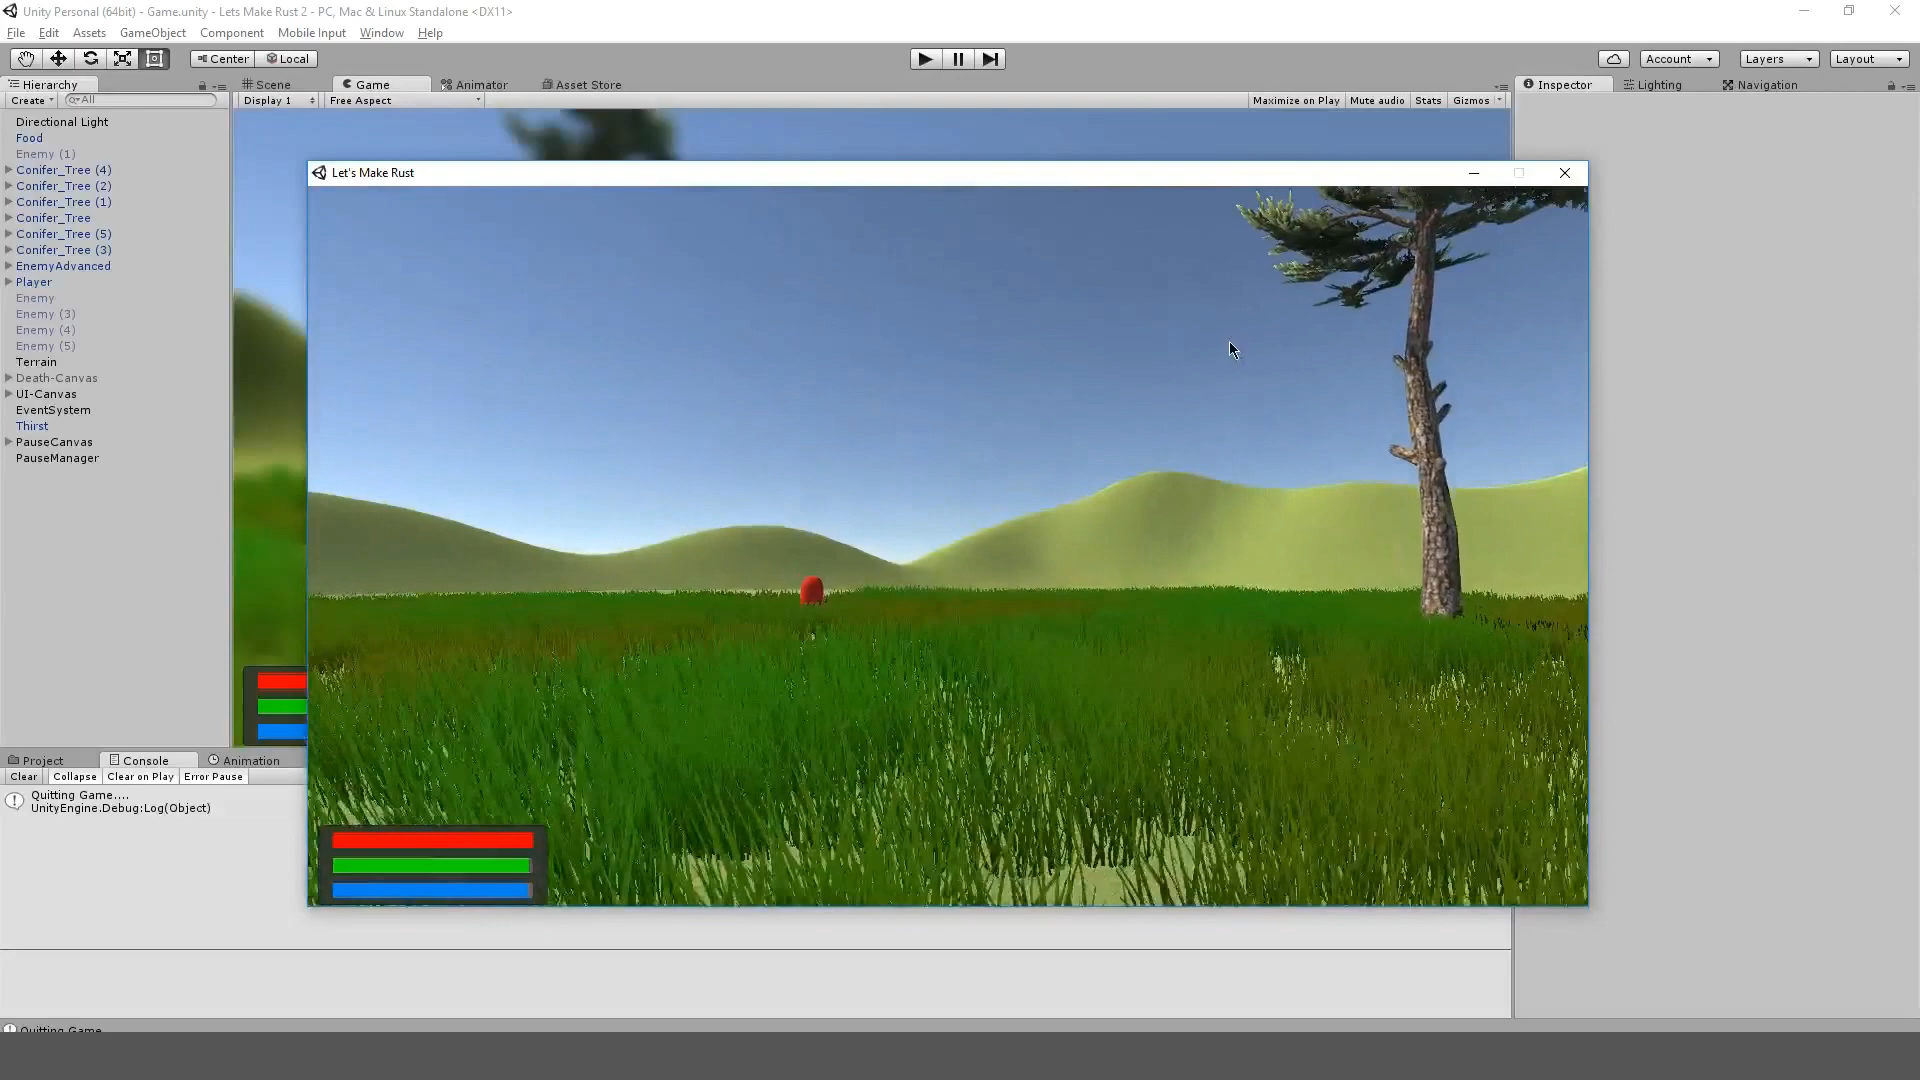 Unity Personal (64bit) - Game.unity - Lets Make Rust 2 - PC, Mac & Linux Standalone <DX11>
File Edit Assets GameObject Component Mobile Input Window Help
Center Local Account Layers Layout
Hierarchy Scene Game Animator Asset Store Inspector Lighting Navigation
Create All Display 1 Free Aspect Maximize on Play Mute audio Stats Gizmos
Directional Light
Food
Enemy (1)
Conifer_Tree (4)
Conifer_Tree (2)
Conifer_Tree (1)
Conifer_Tree
Conifer_Tree (5)
Conifer_Tree (3)
EnemyAdvanced
Player
Enemy
Enemy (3)
Enemy (4)
Enemy (5)
Terrain
Death-Canvas
UI-Canvas
EventSystem
Thirst
PauseCanvas
PauseManager
Let's Make Rust
Project Console Animation
Clear Collapse Clear on Play Error Pause
Quitting Game....
UnityEngine.Debug:Log(Object)
Quitting Game